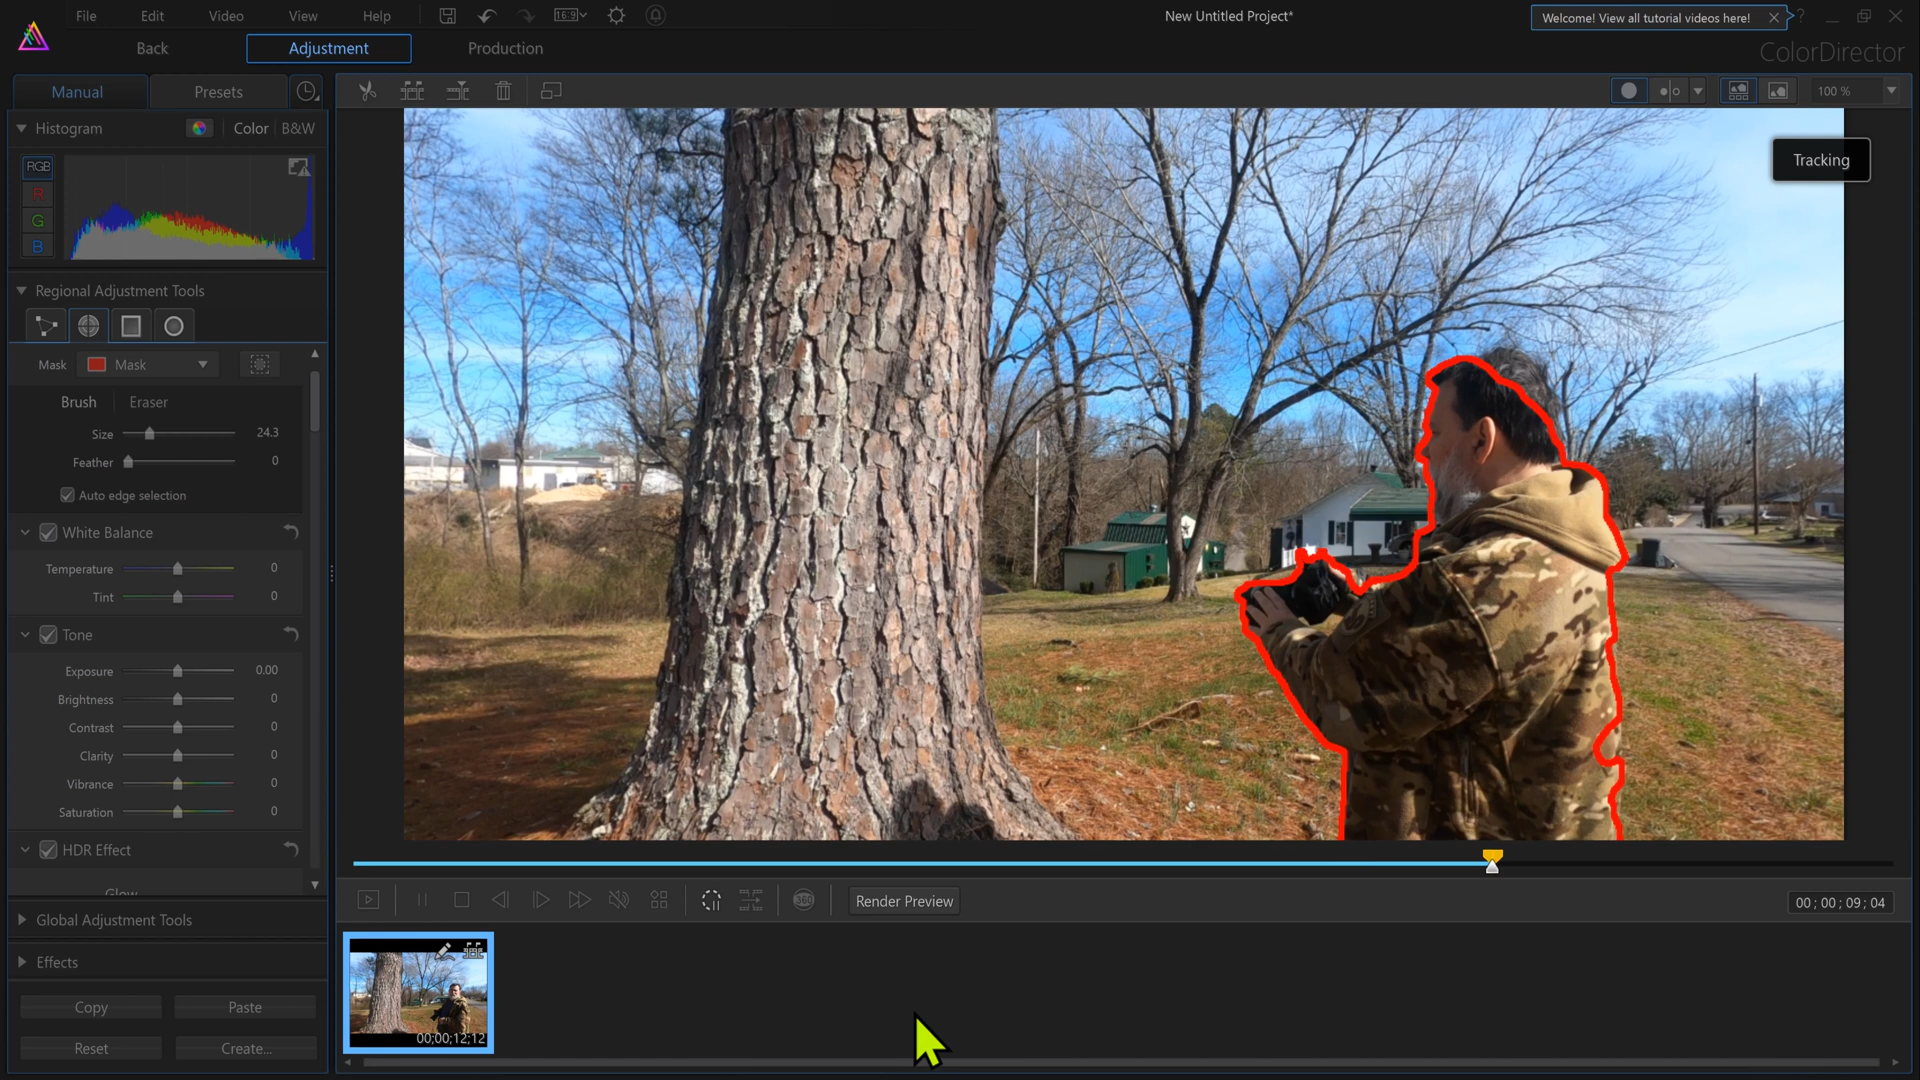 File Edit Video View Help
16:9
New Untitled Project*
Welcome! View all tutorial videos here!
?
Back Adjustment Production
ColorDirector
Manual Presets
100 %
Histogram Color B&W
RGB
R
G
B
Tracking
Regional Adjustment Tools
Mask Mask
Brush Eraser
Size 24.3
Feather 0
Auto edge selection
White Balance
Temperature 0
Tint 0
Tone
Exposure 0.00
Brightness 0
Contrast 0
Clarity 0
Vibrance 0
Saturation 0
HDR Effect
Glow
360
Render Preview
00 ; 00 ; 09 ; 04
Global Adjustment Tools
Effects
Copy Paste
Reset Create...
00;00;12;12